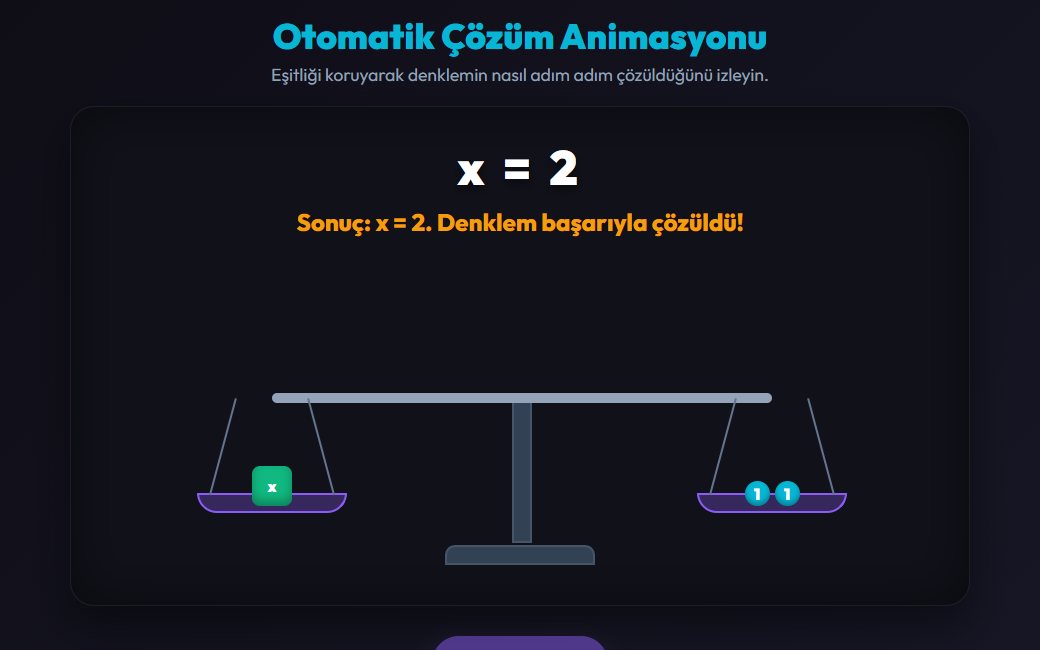 Otomatik Çözüm Animasyonu
Eşitliği koruyarak denklemin nasıl adım adım çözüldüğünü izleyin.
x = 2
Sonuç: x = 2. Denklem başarıyla çözüldü!
x
1 1